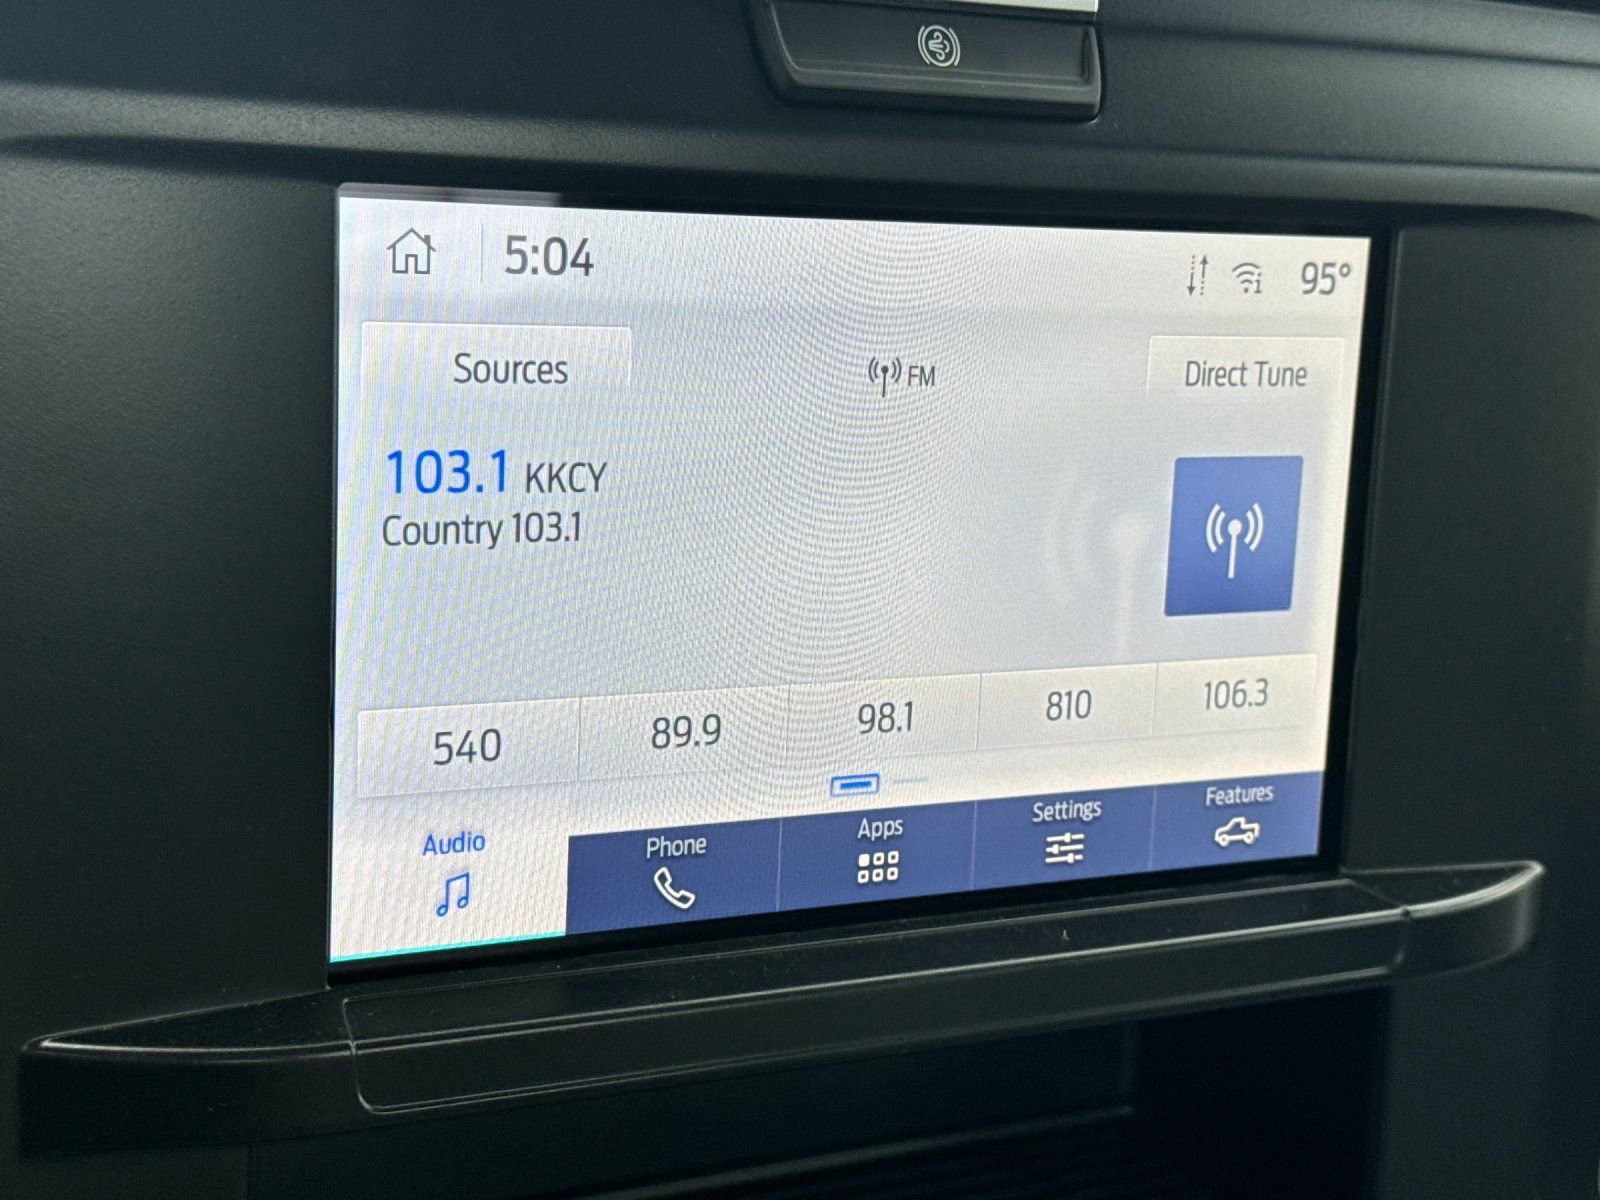 5:04
95°
Sources
FM
Direct Tune
103.1 KKCY
Country 103.1
540
89.9
98.1
810
106.3
Audio
Phone
Apps
Settings
Features